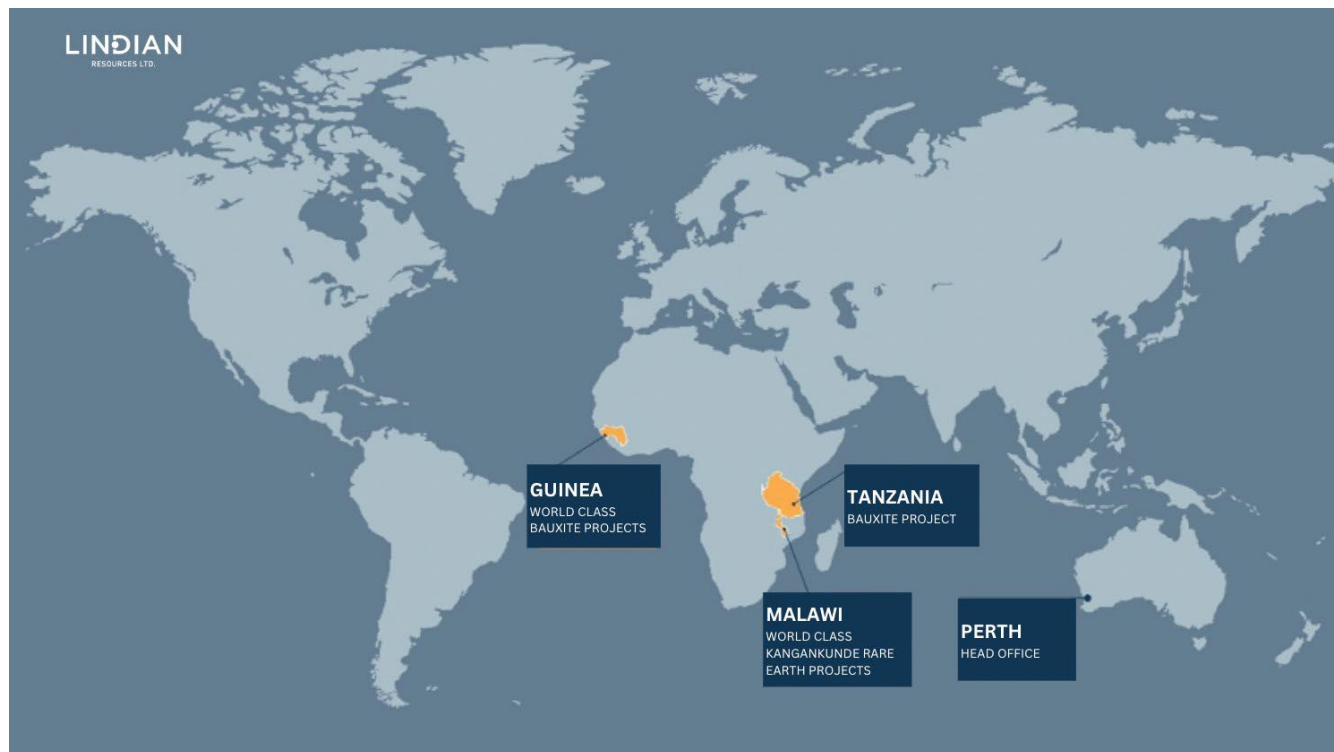 LINDIAN
RESOURCES LTD.
GUINEA
WORLD CLASS
BAUXITE PROJECTS
TANZANIA
BAUXITE PROJECT
MALAWI
WORLD CLASS
KANGANKUNDE RARE
EARTH PROJECTS
PERTH
HEAD OFFICE